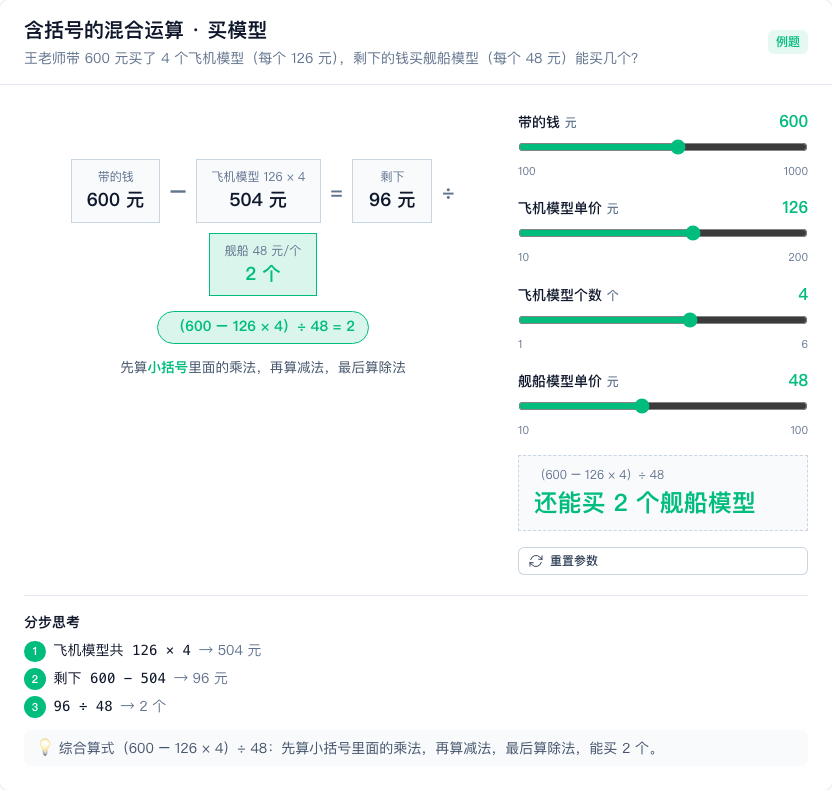 含括号的混合运算 · 买模型
王老师带 600 元买了 4 个飞机模型（每个 126 元），剩下的钱买舰船模型（每个 48 元）能买几个?
例题
带的钱
600 元
−
飞机模型 126 × 4
504 元
=
剩下
96 元
÷
舰船 48 元/个
2 个
（600 − 126 × 4）÷ 48 = 2
先算小括号里面的乘法，再算减法，最后算除法
带的钱 元 600
100 1000
飞机模型单价 元 126
10 200
飞机模型个数 个 4
1 6
舰船模型单价 元 48
10 100
（600 − 126 × 4）÷ 48
还能买 2 个舰船模型
重置参数
分步思考
1 飞机模型共 126 × 4 → 504 元
2 剩下 600 − 504 → 96 元
3 96 ÷ 48 → 2 个
💡 综合算式（600 − 126 × 4）÷ 48：先算小括号里面的乘法，再算减法，最后算除法，能买 2 个。